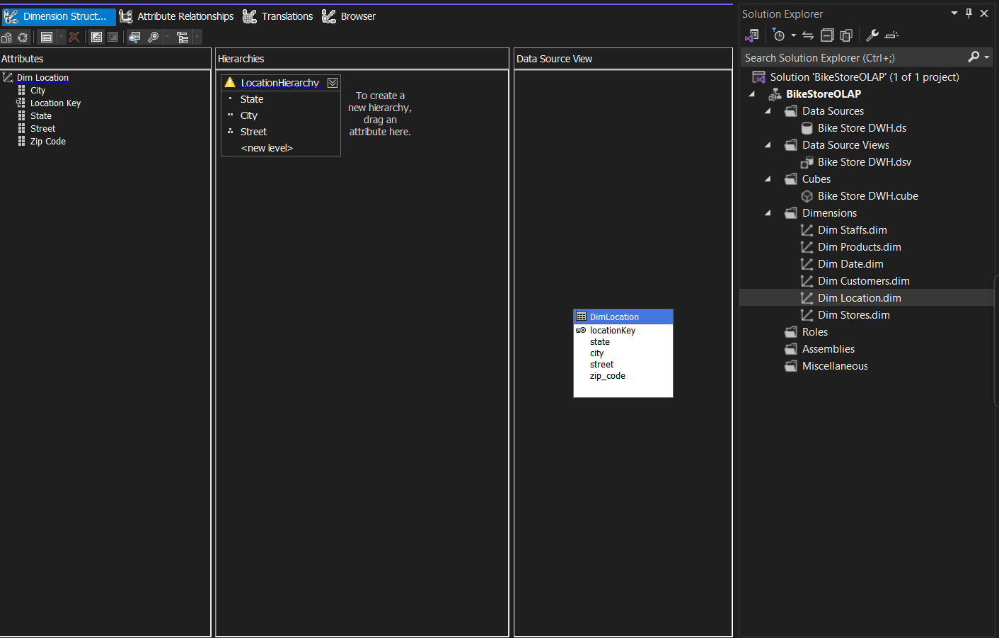 Dimension Struct...
Attribute Relationships
Translations
Browser
Attributes
Dim Location
City
Location Key
State
Street
Zip Code
Hierarchies
LocationHierarchy
State
City
Street
<new level>
To create a
new hierarchy,
drag an
attribute here.
Data Source View
DimLocation
locationKey
state
city
street
zip_code
Solution Explorer
Search Solution Explorer (Ctrl+;)
Solution 'BikeStoreOLAP' (1 of 1 project)
BikeStoreOLAP
Data Sources
Bike Store DWH.ds
Data Source Views
Bike Store DWH.dsv
Cubes
Bike Store DWH.cube
Dimensions
Dim Staffs.dim
Dim Products.dim
Dim Date.dim
Dim Customers.dim
Dim Location.dim
Dim Stores.dim
Roles
Assemblies
Miscellaneous